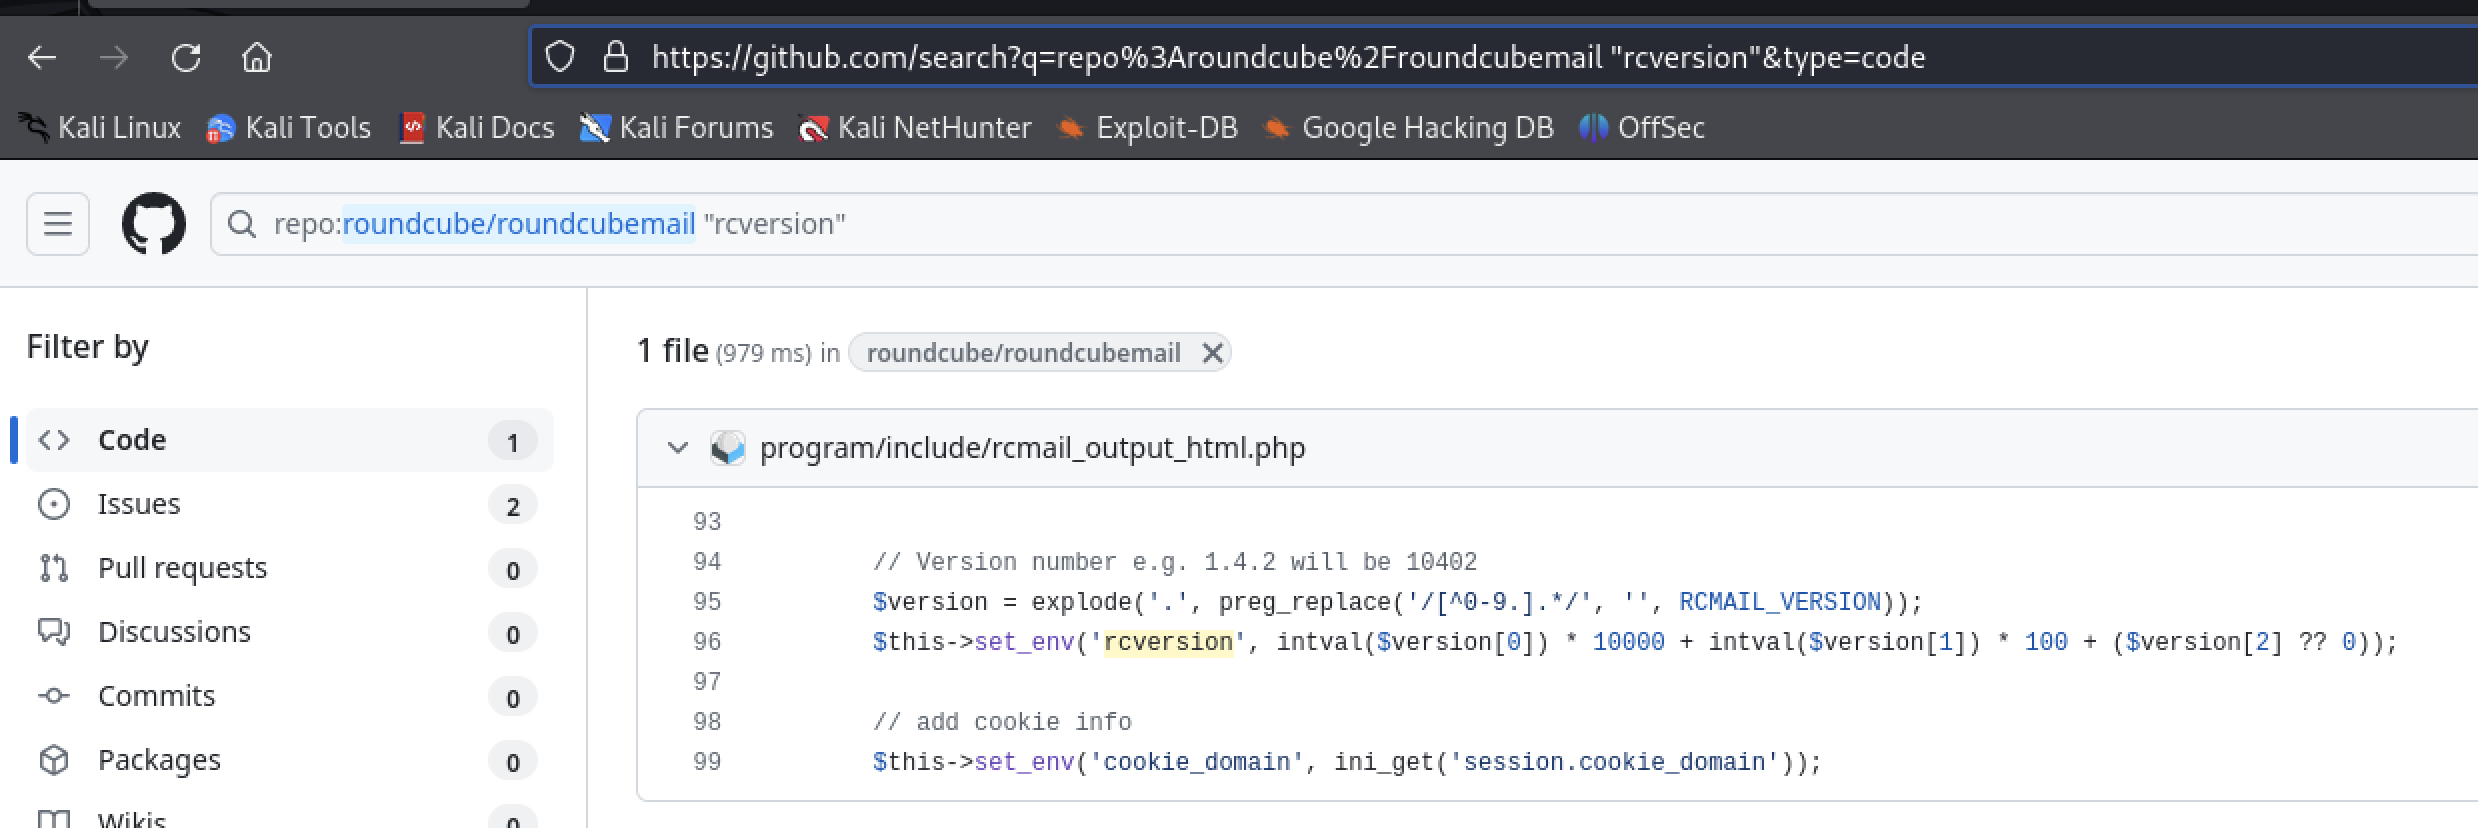 https://github.com/search?q=repo%3Aroundcube%2Froundcubemail "rcversion"&type=code
Kali Linux Kali Tools Kali Docs Kali Forums Kali NetHunter Exploit-DB Google Hacking DB OffSec
repo:roundcube/roundcubemail "rcversion"
Filter by
Code 1
Issues 2
Pull requests 0
Discussions 0
Commits 0
Packages 0
Wikis 0
1 file (979 ms) in roundcube/roundcubemail
program/include/rcmail_output_html.php
93
94 // Version number e.g. 1.4.2 will be 10402
95 $version = explode('.', preg_replace('/[^0-9.].*/', '', RCMAIL_VERSION));
96 $this->set_env('rcversion', intval($version[0]) * 10000 + intval($version[1]) * 100 + ($version[2] ?? 0));
97
98 // add cookie info
99 $this->set_env('cookie_domain', ini_get('session.cookie_domain'));